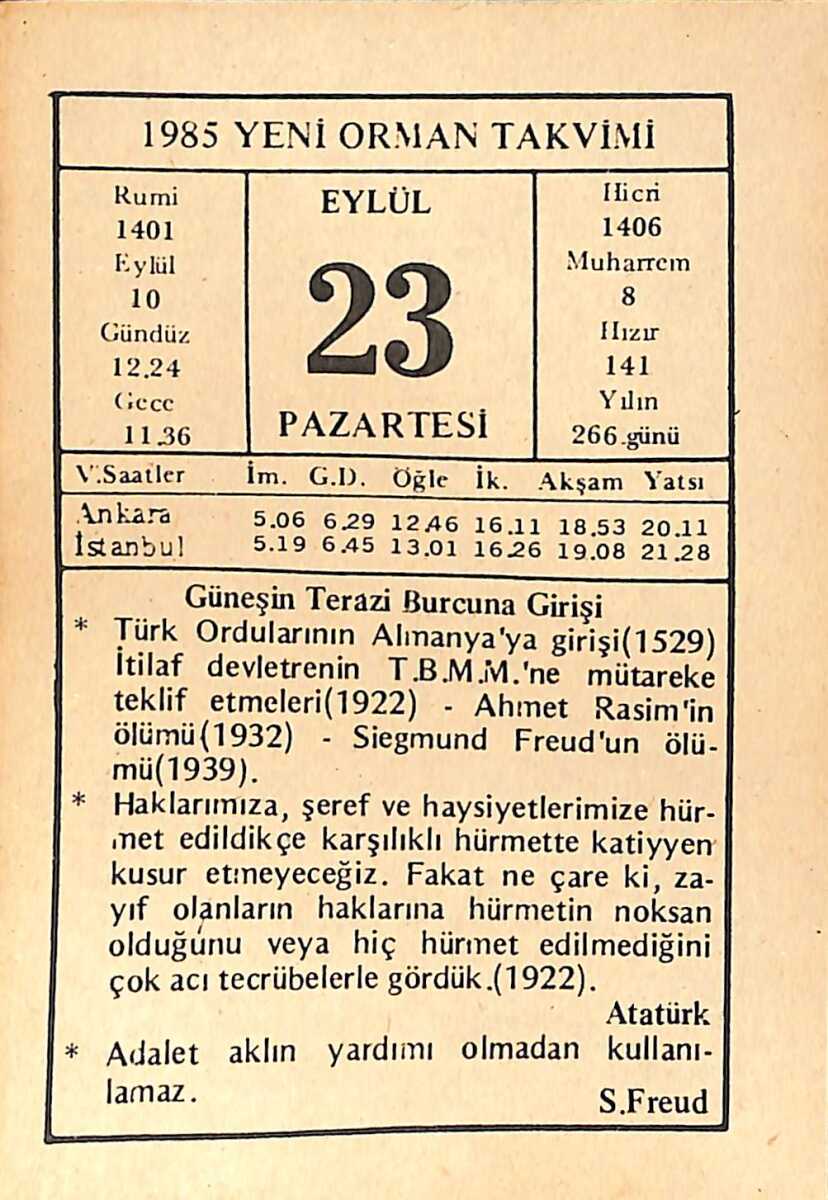 1985 YENİ ORMAN TAKVİMİ
Rumi
1401
Eylül
10
Gündüz
12.24
Gece
11.36
EYLÜL
23
PAZARTESİ
Hicri
1406
Muharrem
8
Hızır
141
Yılın
266.günü
V.Saatler İm. G.D. Öğle İk. Akşam Yatsı
Ankara 5.06 6.29 12.46 16.11 18.53 20.11
İstanbul 5.19 6.45 13.01 16.26 19.08 21.28
Güneşin Terazi Burcuna Girişi
* Türk Ordularının Almanya'ya girişi(1529)
İtilaf devletrenin T.B.M.M.'ne mütareke
teklif etmeleri(1922) - Ahmet Rasim'in
ölümü(1932) - Siegmund Freud'un ölü-
mü(1939).
* Haklarımıza, şeref ve haysiyetlerimize hür-
met edildikçe karşılıklı hürmette katiyyen
kusur etmeyeceğiz. Fakat ne çare ki, za-
yıf olanların haklarına hürmetin noksan
olduğunu veya hiç hürmet edilmediğini
çok acı tecrübelerle gördük.(1922).
Atatürk
* Adalet aklın yardımı olmadan kullanı-
lamaz.
S.Freud